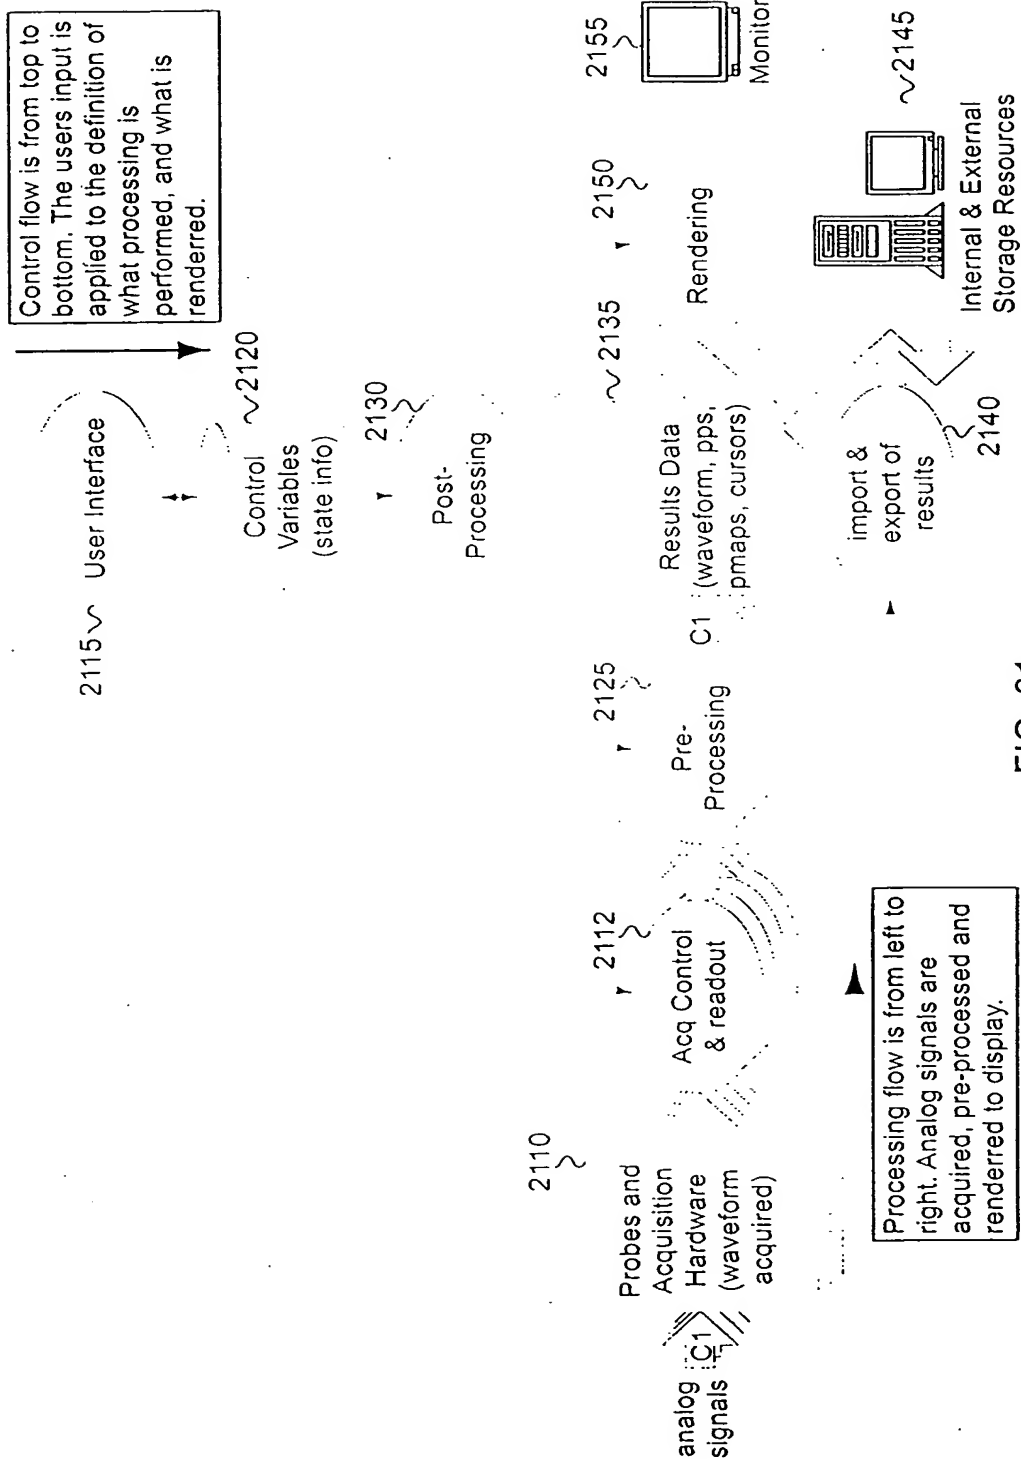 Control flow is from top to
bottom. The users input is
applied to the definition of
what processing is
performed, and what is
renderred.
2115
User Interface
2120
Control
Variables
(state info)
2130
Post-
Processing
2110
Probes and
Acquisition
Hardware
(waveform
acquired)
analog
signals
C1
2112
Acq Control
& readout
2125
Pre-
Processing
C1
2135
Results Data
(waveform, pps,
pmaps, cursors)
2150
Rendering
2155
Monitor
import &
export of
results
2140
2145
Internal & External
Storage Resources
Processing flow is from left to
right. Analog signals are
acquired, pre-processed and
renderred to display.